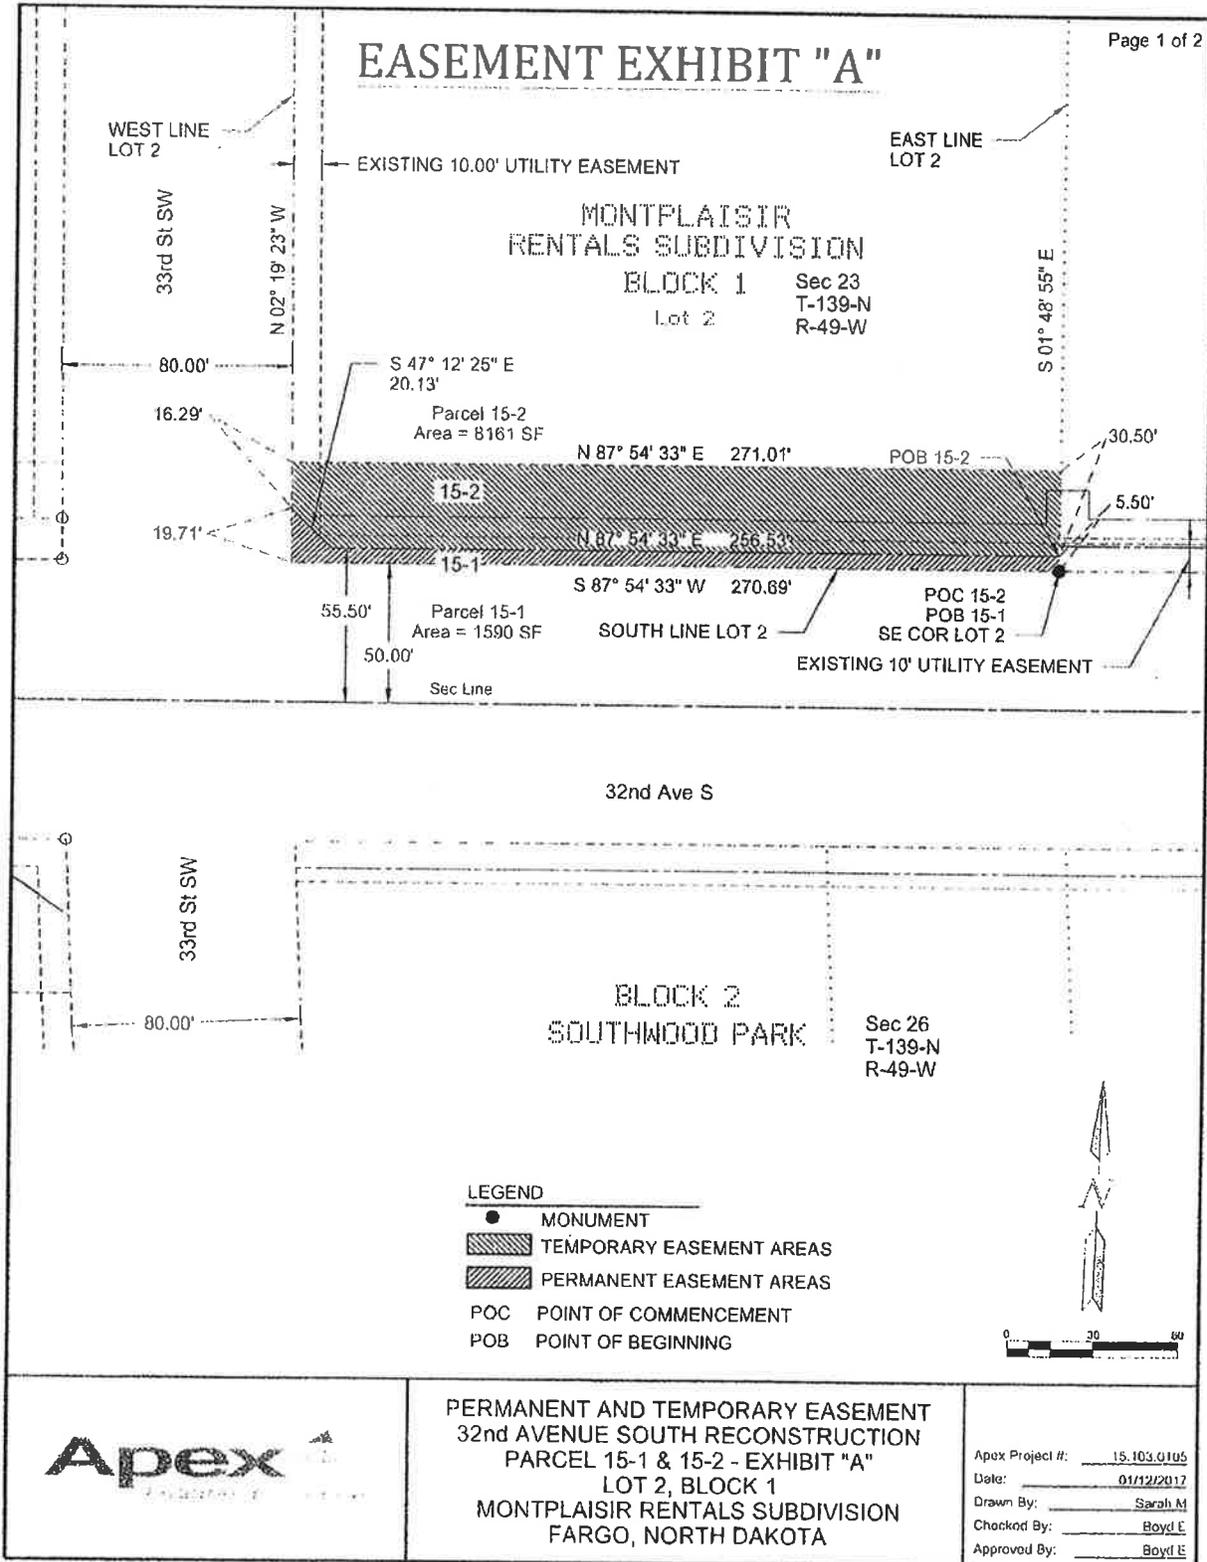 Page 1 of 2
EASEMENT EXHIBIT "A"
WEST LINE
LOT 2
EXISTING 10.00' UTILITY EASEMENT
EAST LINE
LOT 2
33rd St SW
N 02° 19' 23" W
MONTPLAISIR
RENTALS SUBDIVISION
BLOCK 1
Lot 2
Sec 23
T-139-N
R-49-W
S 01° 48' 55" E
80.00'
S 47° 12' 25" E
20.13'
16.29'
Parcel 15-2
Area = 8161 SF
N 87° 54' 33" E 271.01'
POB 15-2
30.50'
15-2
5.50'
19.71'
N 87° 54' 33" E 256.53'
15-1
S 87° 54' 33" W 270.69'
55.50'
Parcel 15-1
Area = 1590 SF
50.00'
SOUTH LINE LOT 2
POC 15-2
POB 15-1
SE COR LOT 2
EXISTING 10' UTILITY EASEMENT
Sec Line
32nd Ave S
33rd St SW
80.00'
BLOCK 2
SOUTHWOOD PARK
Sec 26
T-139-N
R-49-W
N
LEGEND
MONUMENT
TEMPORARY EASEMENT AREAS
PERMANENT EASEMENT AREAS
POC POINT OF COMMENCEMENT
POB POINT OF BEGINNING
0 30 60
Apex
PERMANENT AND TEMPORARY EASEMENT
32nd AVENUE SOUTH RECONSTRUCTION
PARCEL 15-1 & 15-2 - EXHIBIT "A"
LOT 2, BLOCK 1
MONTPLAISIR RENTALS SUBDIVISION
FARGO, NORTH DAKOTA
Apex Project #: 15.103.0105
Date: 01/12/2017
Drawn By: Sarah M
Checked By: Boyd E
Approved By: Boyd E